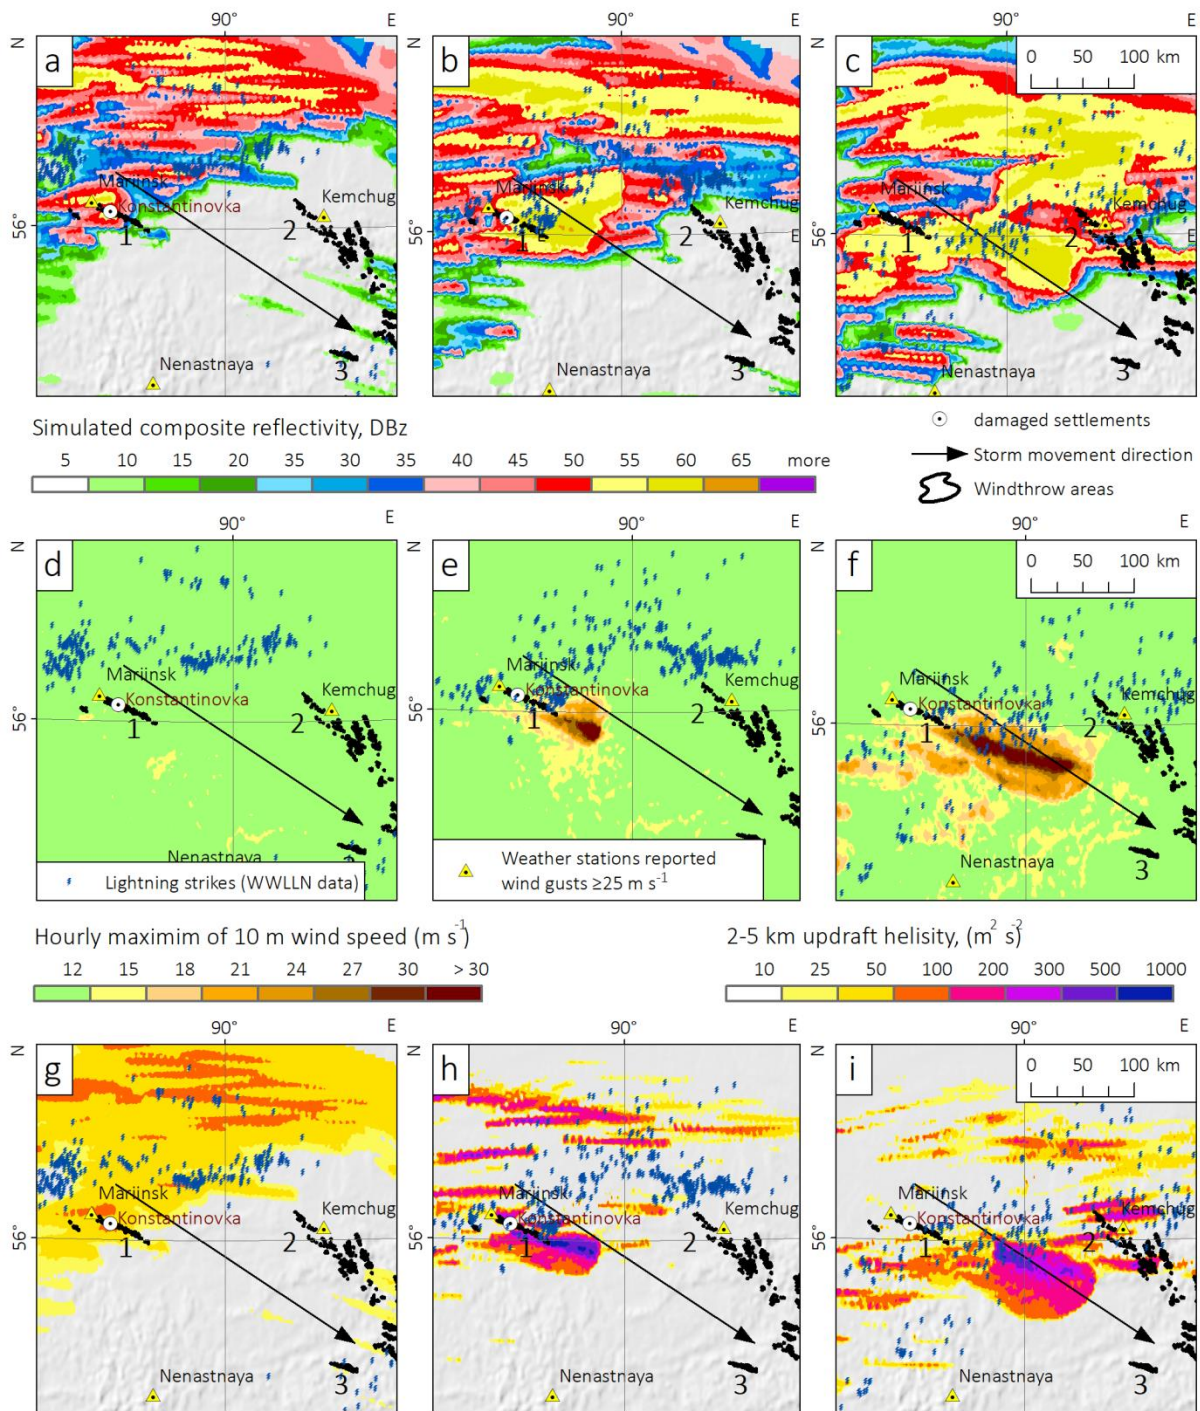 90°
E
90°
E
90°
E
N
a
b
c
0 50 100 km
Mariinsk
Konstantinovka
Kemchug
1
2
3
56°
Nenastnaya
Mariinsk
Kemchug
1
2
3
56°
E
Nenastnaya
Mariinsk
Kemchug
1
2
3
56°
Nenastnaya
Simulated composite reflectivity, DBz
5 10 15 20 35 30 35 40 45 50 55 60 65 more
damaged settlements
Storm movement direction
Windthrow areas
90°
E
90°
E
90°
N
d
e
f
0 50 100 km
Mariinsk
Konstantinovka
Kemchug
1
2
56°
Nenastnaya
Lightning strikes (WWLLN data)
Mariinsk
Konstantinovka
Kemchug
1
2
56°
Weather stations reported
wind gusts ≥25 m s⁻¹
Mariinsk
Konstantinovka
Kemchug
1
2
3
56°
Nenastnaya
Hourly maximim of 10 m wind speed (m s⁻¹)
12 15 18 21 24 27 30 > 30
2-5 km updraft helisity, (m² s)⁻²
10 25 50 100 200 300 500 1000
90°
E
90°
E
90°
E
N
g
h
i
0 50 100 km
Mariinsk
Konstantinovka
Kemchug
1
2
3
56°
Nenastnaya
Mariinsk
Konstantinovka
Kemchug
1
2
3
56°
Nenastnaya
Mariinsk
Konstantinovka
Kemchug
1
2
3
56°
Nenastnaya